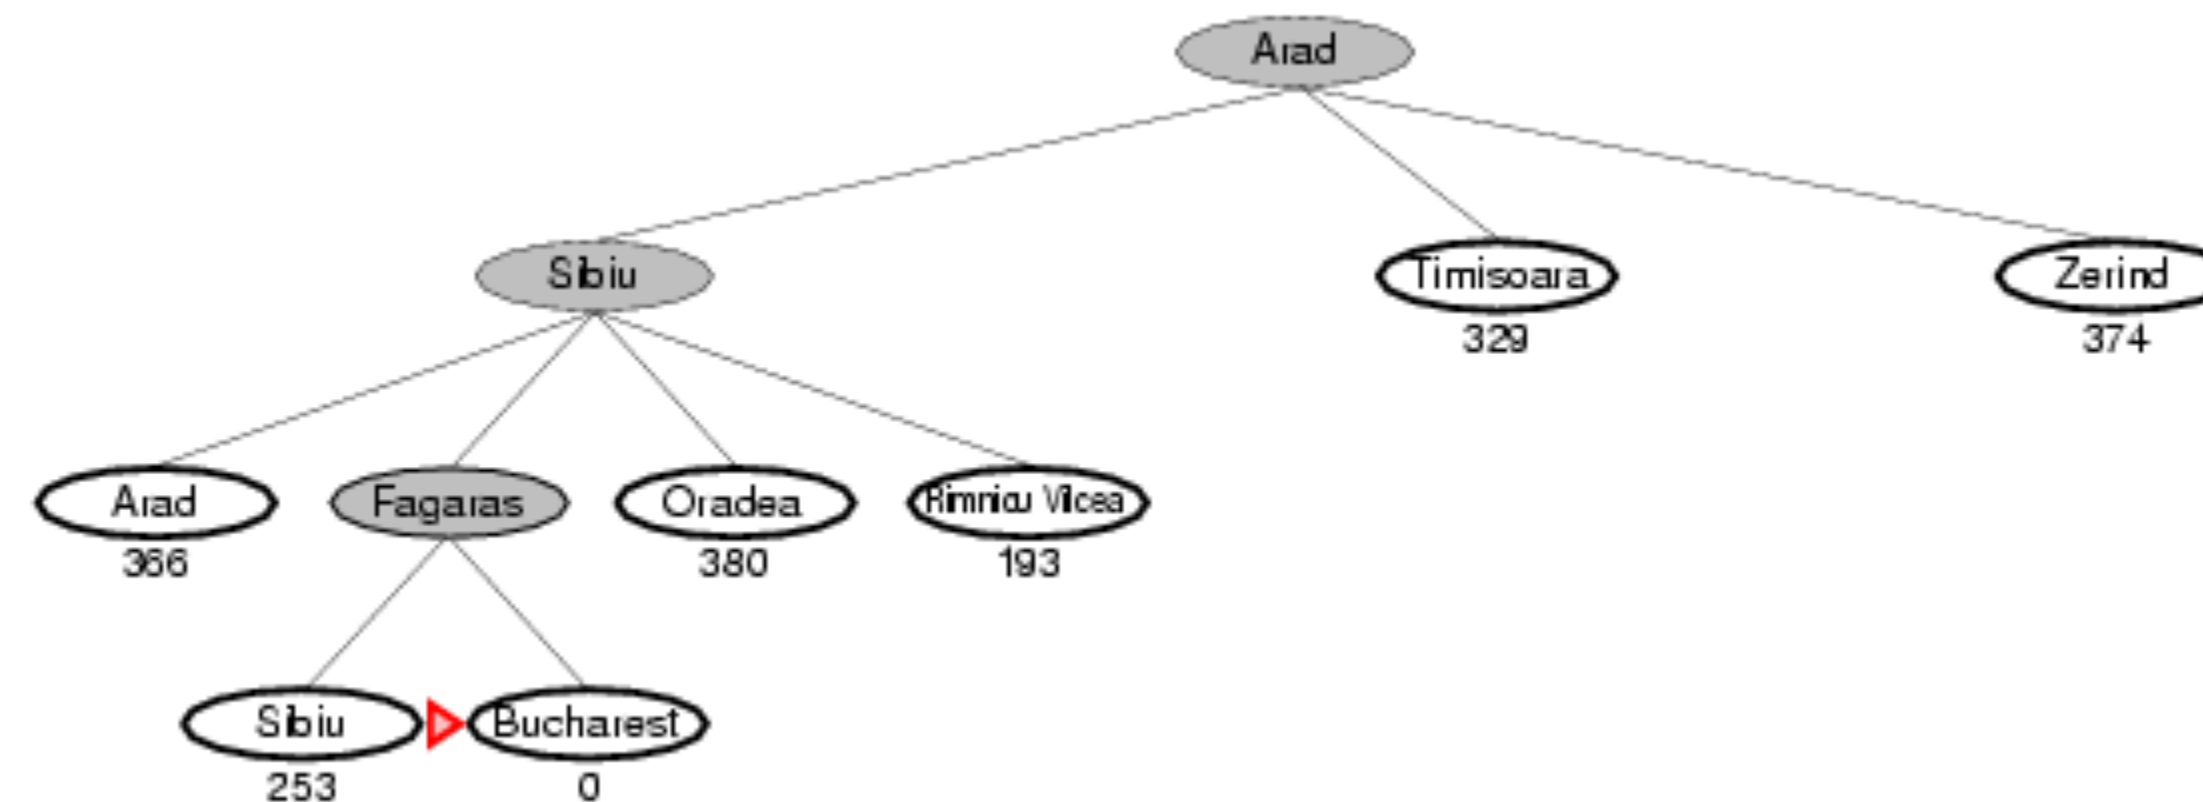 Arad
Sibiu
Timisoara
Zerind
329
374
Arad
Fagaras
Oradea
Rimnicu Vilcea
366
380
193
Sibiu
Bucharest
253
0